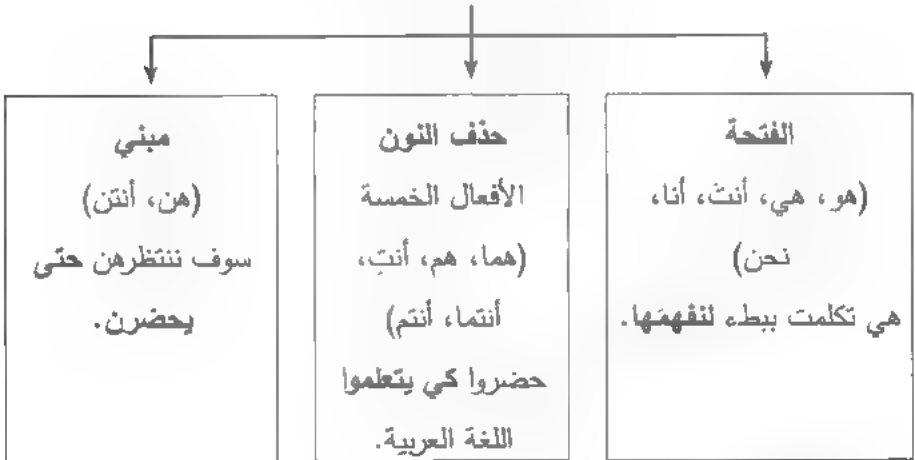 الفتحة
(هو، هي، أنتَ، أنا،
نحن)
هي تكلمت ببطء لنفهمَها.
حذف النون
الأفعال الخمسة
(هما، هم، أنتِ،
أنتما، أنتم)
حضروا كي يتعلموا
اللغة العربية.
مبني
(هن، أنتن)
سوف ننتظرهن حتى
يحضرن.